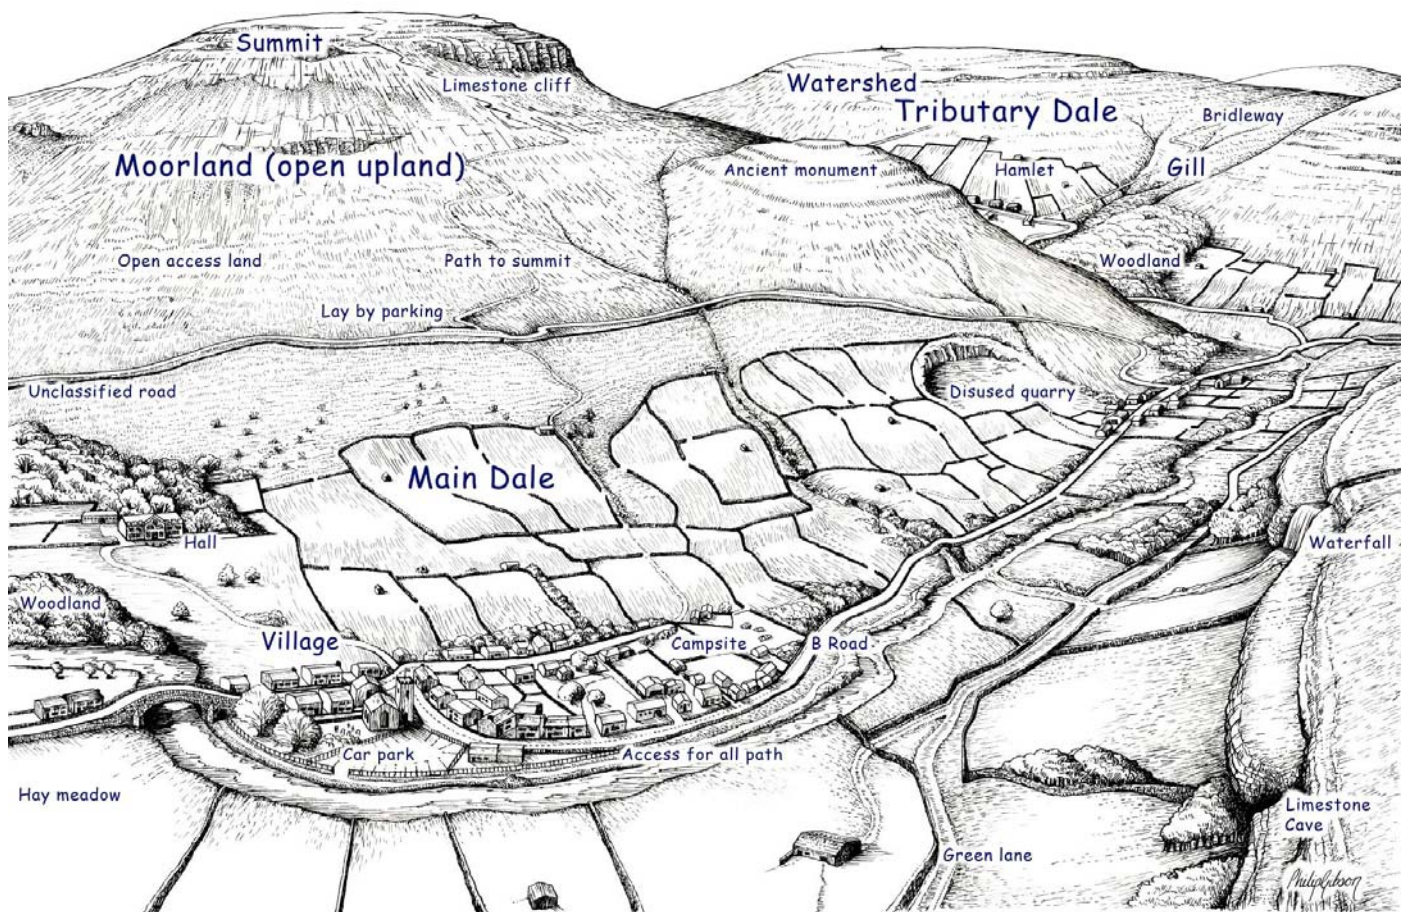 Summit
Limestone cliff
Watershed
Tributary Dale
Bridleway
Moorland (open upland)
Ancient monument
Hamlet
Gill
Open access land
Path to summit
Woodland
Lay by parking
Unclassified road
Disused quarry
Main Dale
Hall
Waterfall
Woodland
Village
Campsite
B Road
Car park
Access for all path
Hay meadow
Limestone
Cave
Green lane
Philip Gibson